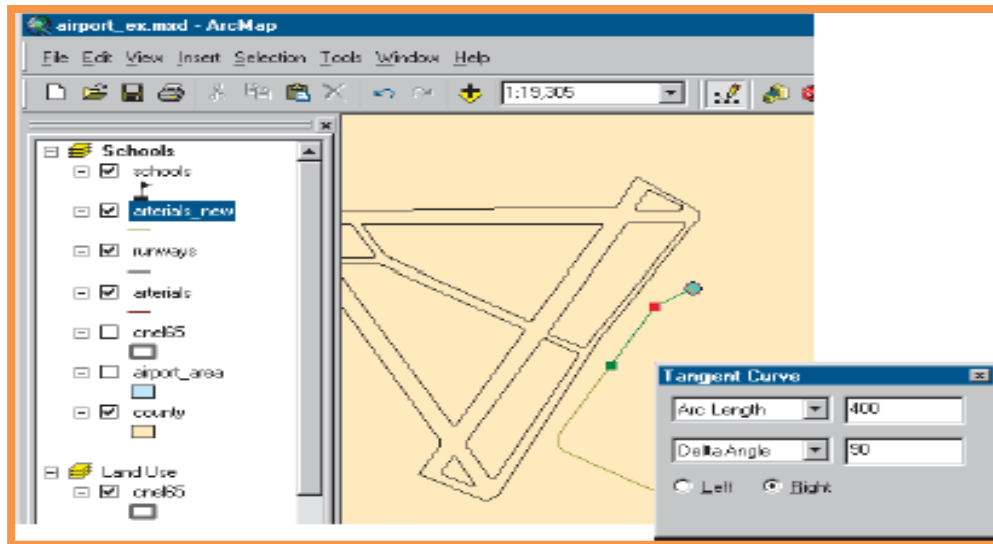 airport_ex.mxd - ArcMap
File Edit View Insert Selection Tools Window Help
1:19,305
Schools
schools
arterials_new
runways
arterials
cnel65
airport_area
county
Land Use
cnel65
Tangent Curve
Arc Length 400
Delta Angle 90
Left Right